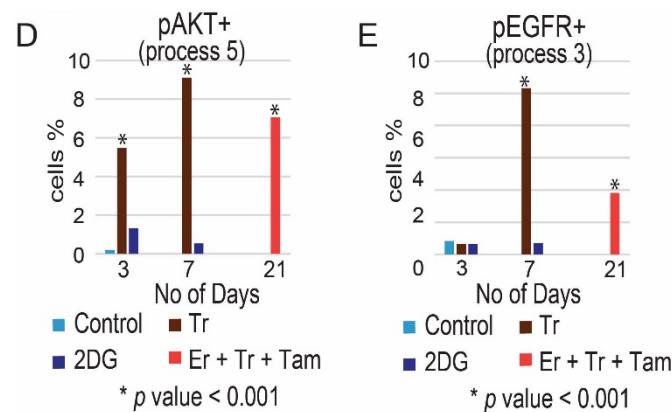 D
pAKT+
(process 5)
cells %
10
8
6
4
2
0
*
*
*
3 7 21
No of Days
Control Tr
2DG Er + Tr + Tam
* p value < 0.001
E
pEGFR+
(process 3)
cells %
10
8
6
4
2
0
*
*
3 7 21
No of Days
Control Tr
2DG Er + Tr + Tam
* p value < 0.001